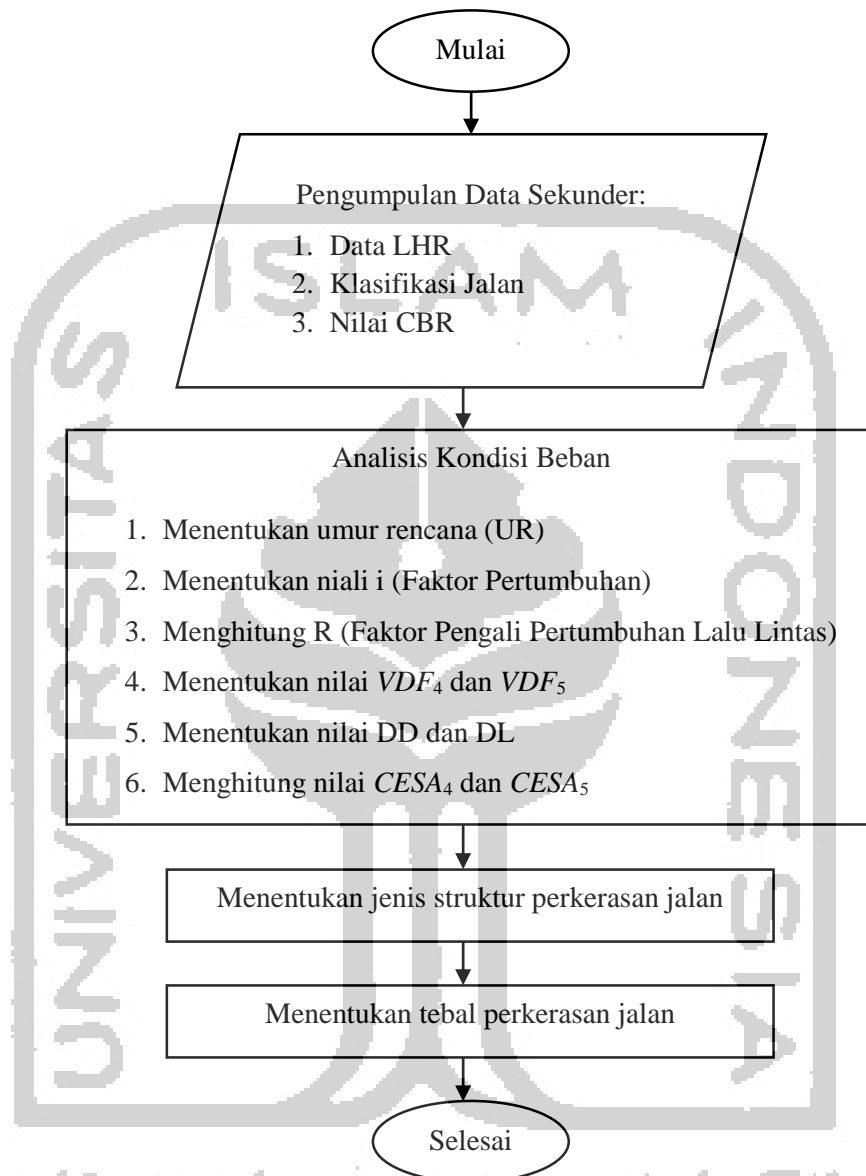 Mulai
Pengumpulan Data Sekunder:
1. Data LHR
2. Klasifikasi Jalan
3. Nilai CBR
Analisis Kondisi Beban
1. Menentukan umur rencana (UR)
2. Menentukan niali i (Faktor Pertumbuhan)
3. Menghitung R (Faktor Pengali Pertumbuhan Lalu Lintas)
4. Menentukan nilai VDF4 dan VDF5
5. Menentukan nilai DD dan DL
6. Menghitung nilai CESA4 dan CESA5
Menentukan jenis struktur perkerasan jalan
Menentukan tebal perkerasan jalan
Selesai
UNIVERSITAS
ISLAM
INDONESIA